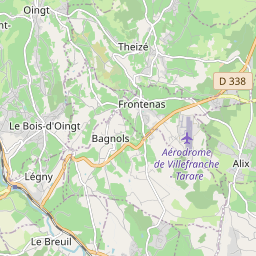 Oingt
Theizé
D 338
Frontenas
Le Bois-d'Oingt
Bagnols
Aérodrome
de Villefranche
Tarare
Alix
Légny
Le Breuil